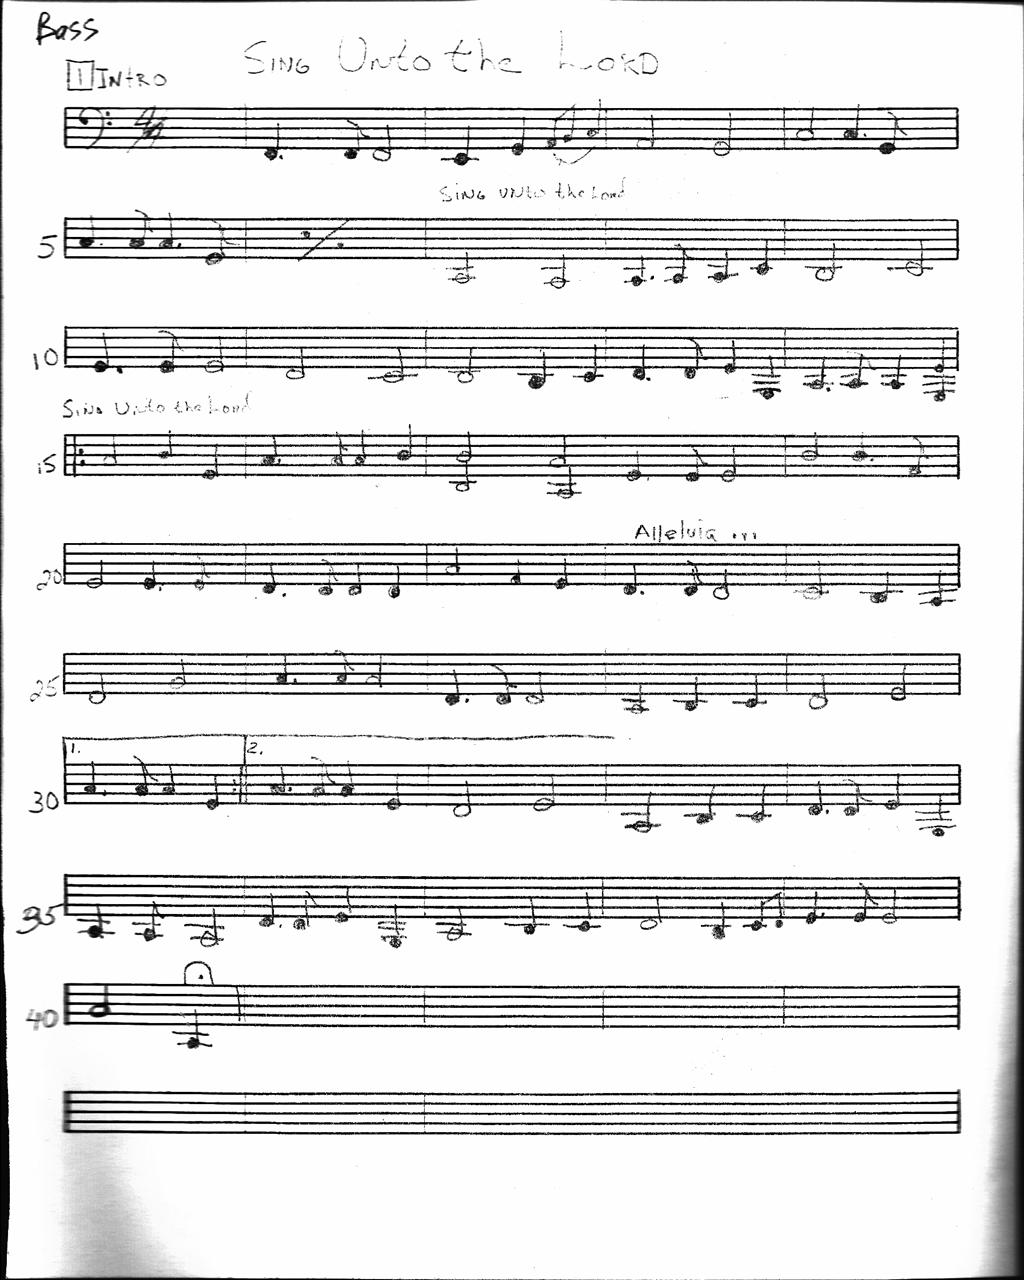 Bass
SING UNto the LORD
1 INtRO
4/4
SiNG UNto the Lord
5
10
SiNG UNto the Lord
15
Alleluia ...
20
25
1. 2.
30
35
40